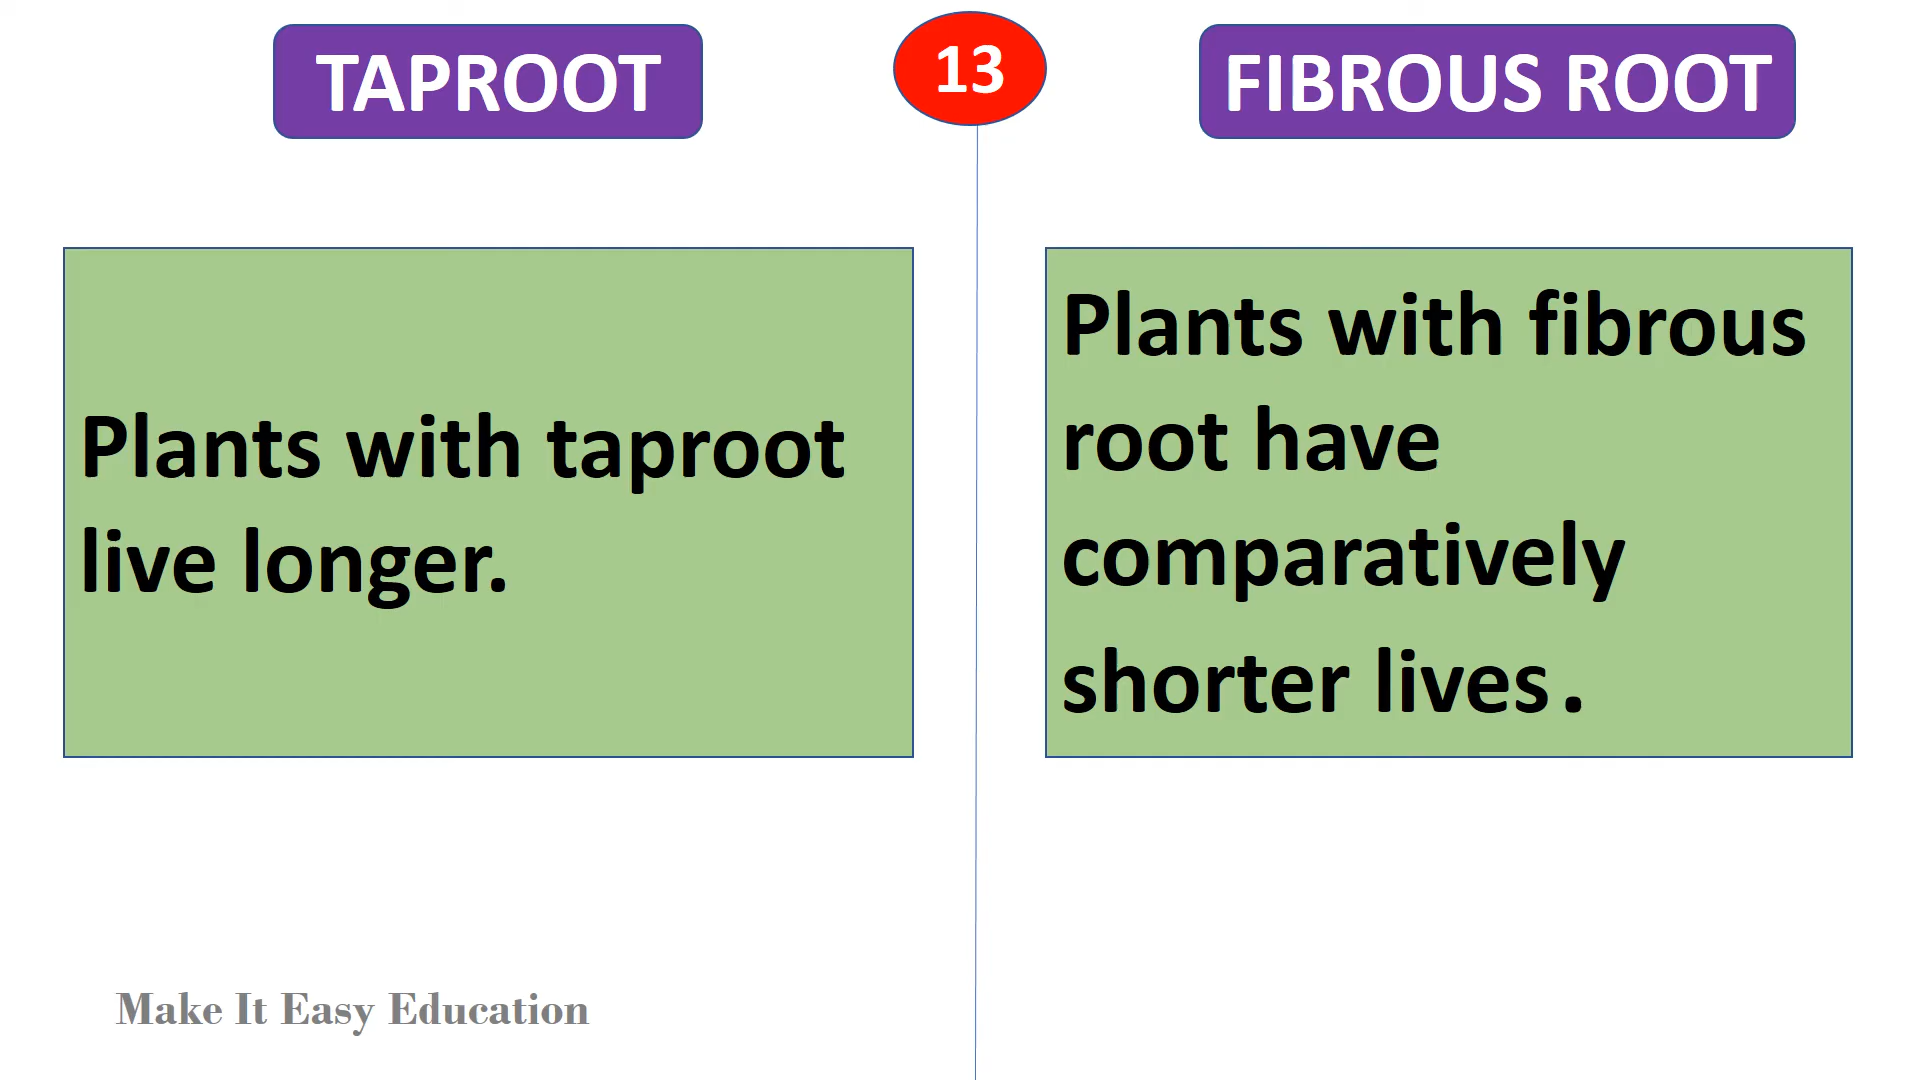 TAPROOT
13
FIBROUS ROOT
Plants with taproot
live longer.
Plants with fibrous
root have
comparatively
shorter lives.
Make It Easy Education